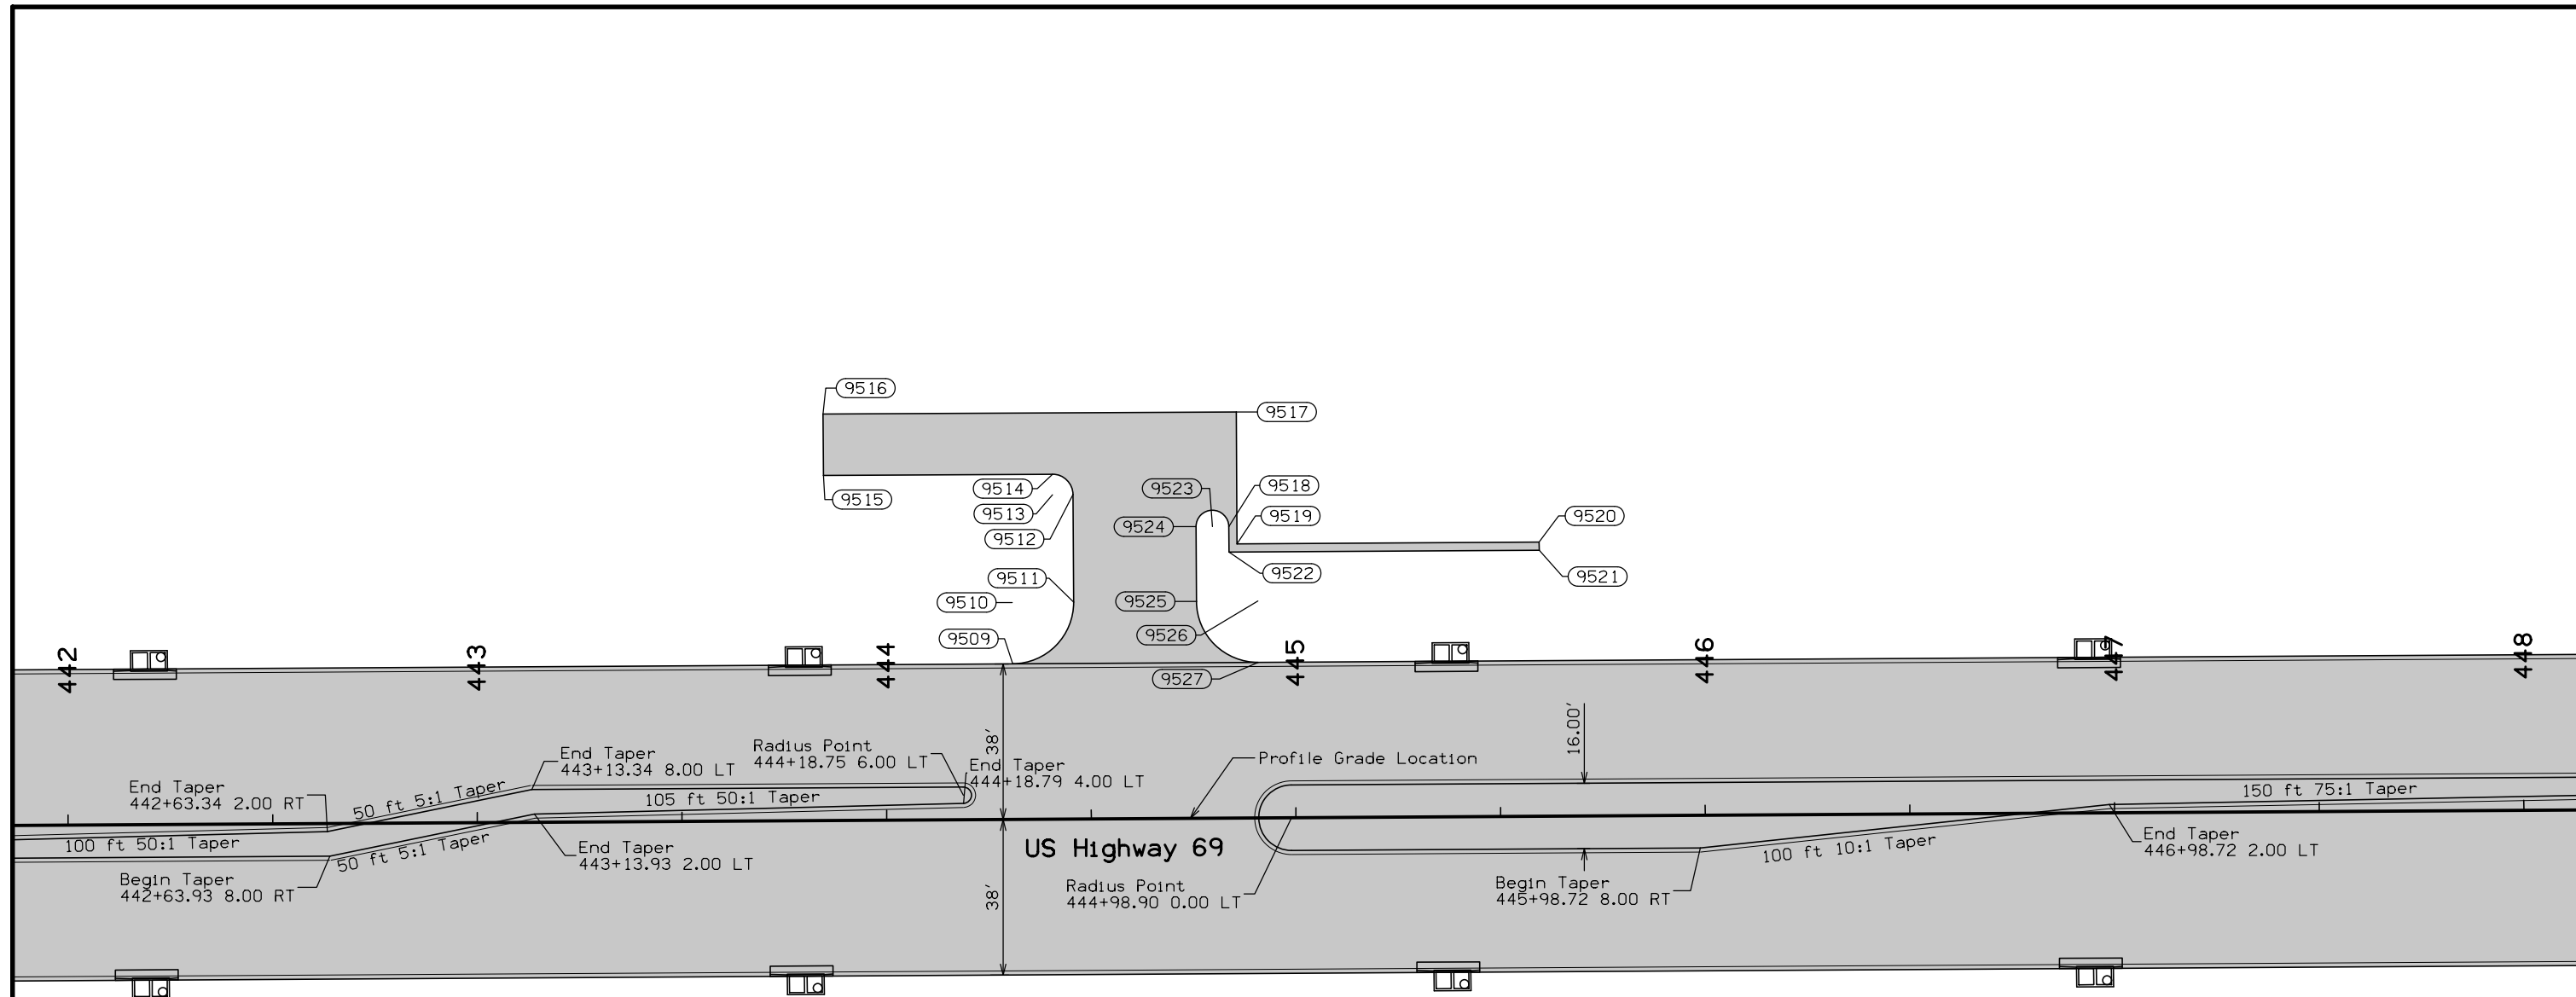 9516
9517
9514
9523
9518
9515
9513
9519
9520
9524
9512
9511
9522
9521
9510
9525
9509
9526
9527
442
443
444
445
446
447
448
Radius Point
444+18.75 6.00 LT
End Taper
443+13.34 8.00 LT
End Taper
444+18.79 4.00 LT
38'
Profile Grade Location
16.00'
End Taper
442+63.34 2.00 RT
50 ft 5:1 Taper
105 ft 50:1 Taper
150 ft 75:1 Taper
100 ft 50:1 Taper
50 ft 5:1 Taper
End Taper
443+13.93 2.00 LT
US Highway 69
100 ft 10:1 Taper
End Taper
446+98.72 2.00 LT
Begin Taper
442+63.93 8.00 RT
38'
Radius Point
444+98.90 0.00 LT
Begin Taper
445+98.72 8.00 RT